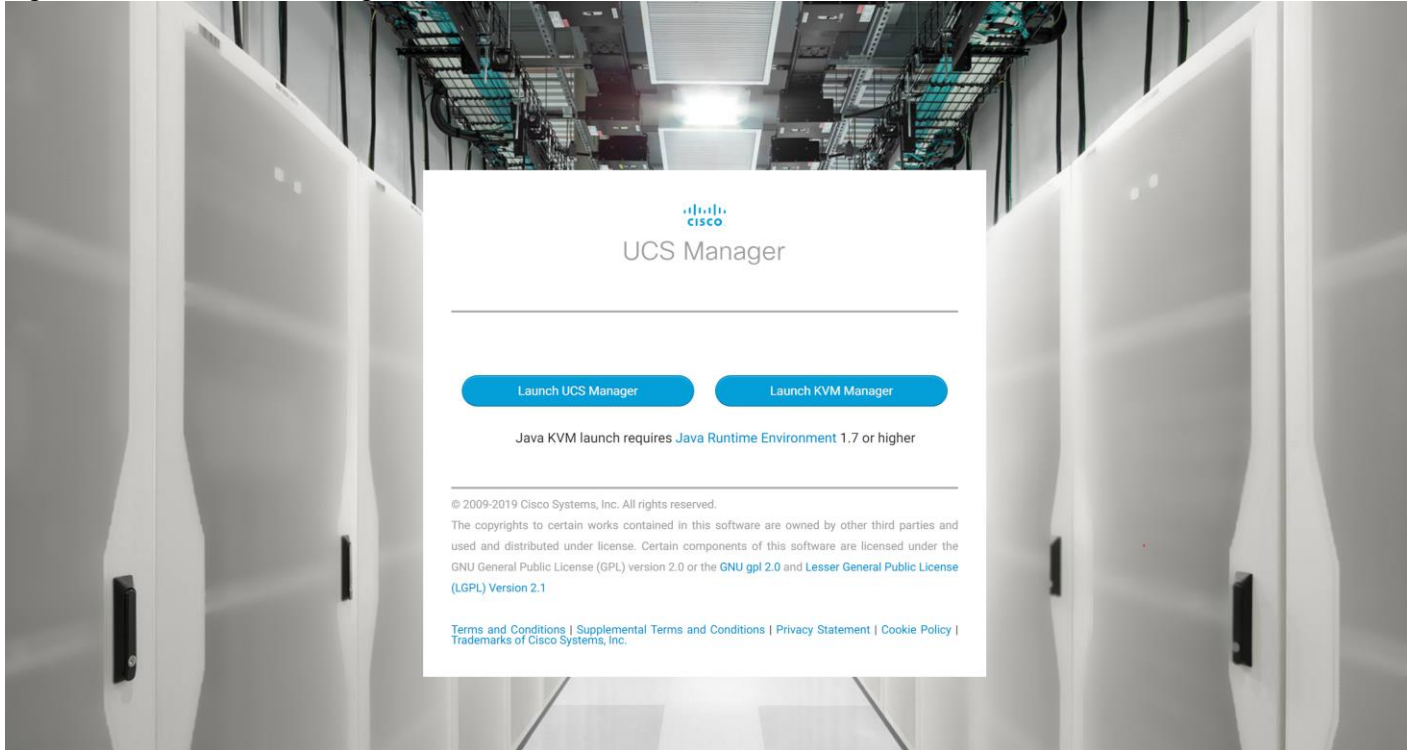 cisco
UCS Manager
Launch UCS Manager
Launch KVM Manager
Java KVM launch requires Java Runtime Environment 1.7 or higher
© 2009-2019 Cisco Systems, Inc. All rights reserved.
The copyrights to certain works contained in this software are owned by other third parties and
used and distributed under license. Certain components of this software are licensed under the
GNU General Public License (GPL) version 2.0 or the GNU gpl 2.0 and Lesser General Public License
(LGPL) Version 2.1
Terms and Conditions | Supplemental Terms and Conditions | Privacy Statement | Cookie Policy |
Trademarks of Cisco Systems, Inc.